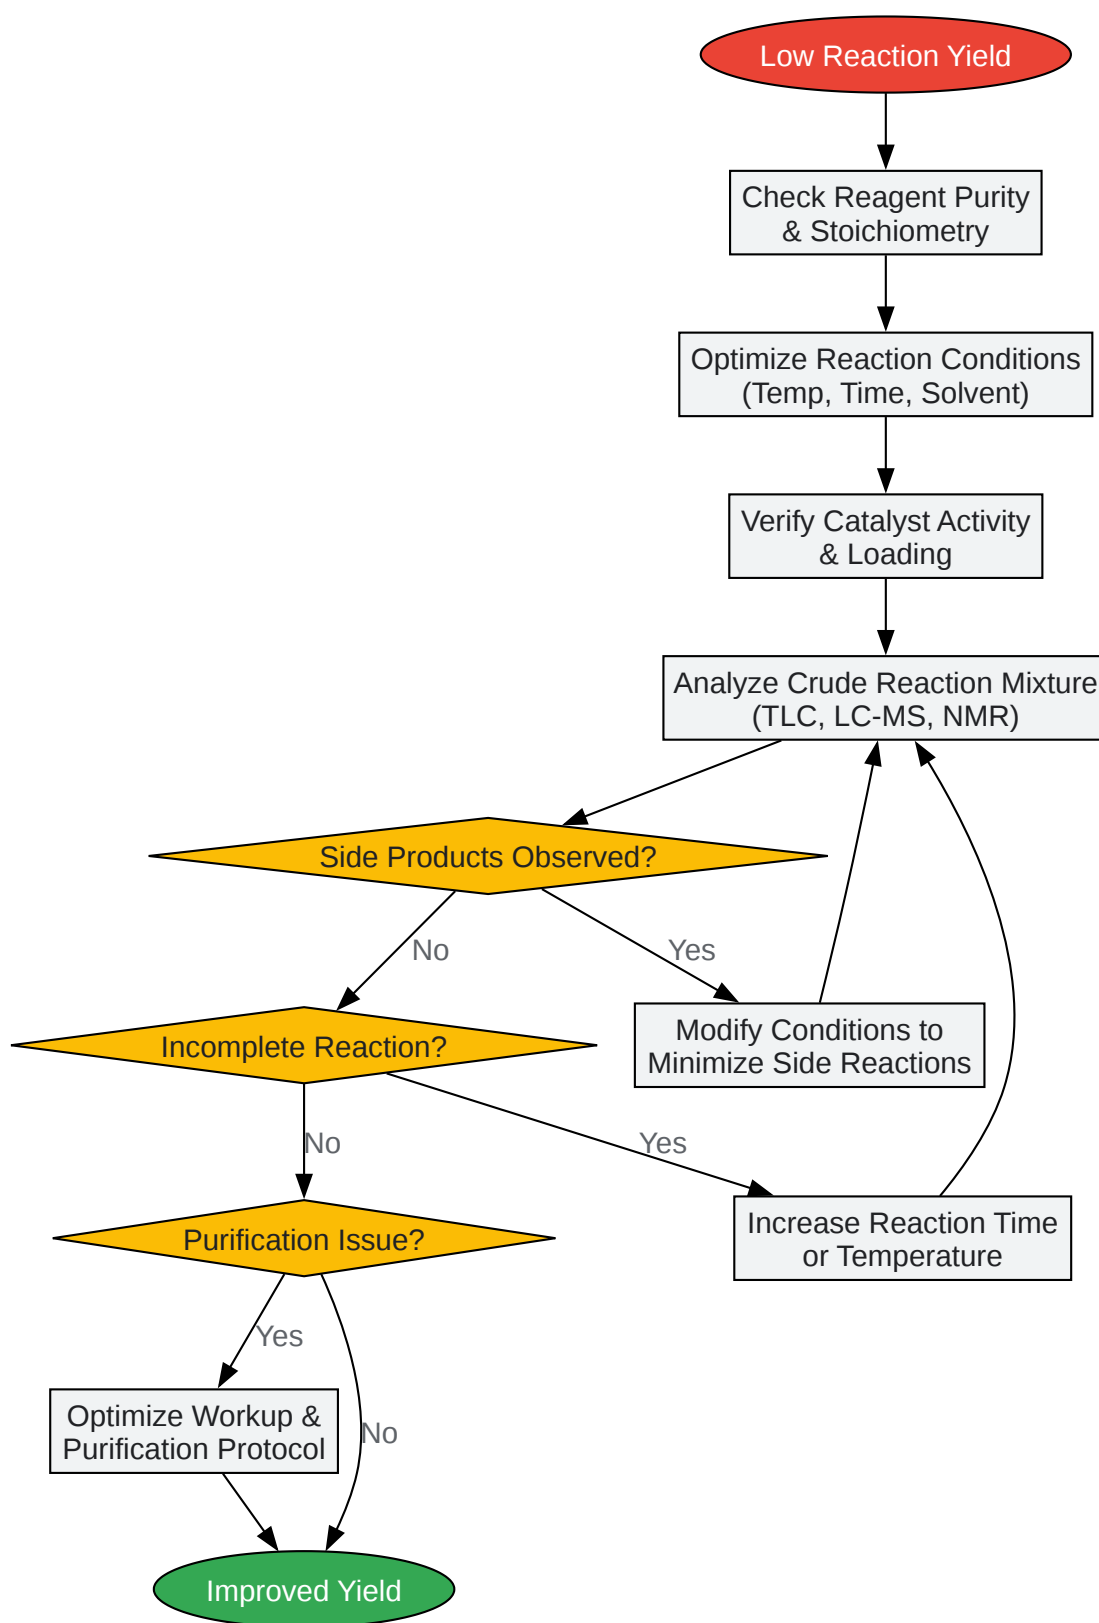 Low Reaction Yield
Check Reagent Purity
& Stoichiometry
Optimize Reaction Conditions
(Temp, Time, Solvent)
Verify Catalyst Activity
& Loading
Analyze Crude Reaction Mixture
(TLC, LC-MS, NMR)
Side Products Observed?
No
Yes
Modify Conditions to
Minimize Side Reactions
Incomplete Reaction?
No
Yes
Increase Reaction Time
or Temperature
Purification Issue?
Yes
No
Optimize Workup &
Purification Protocol
Improved Yield